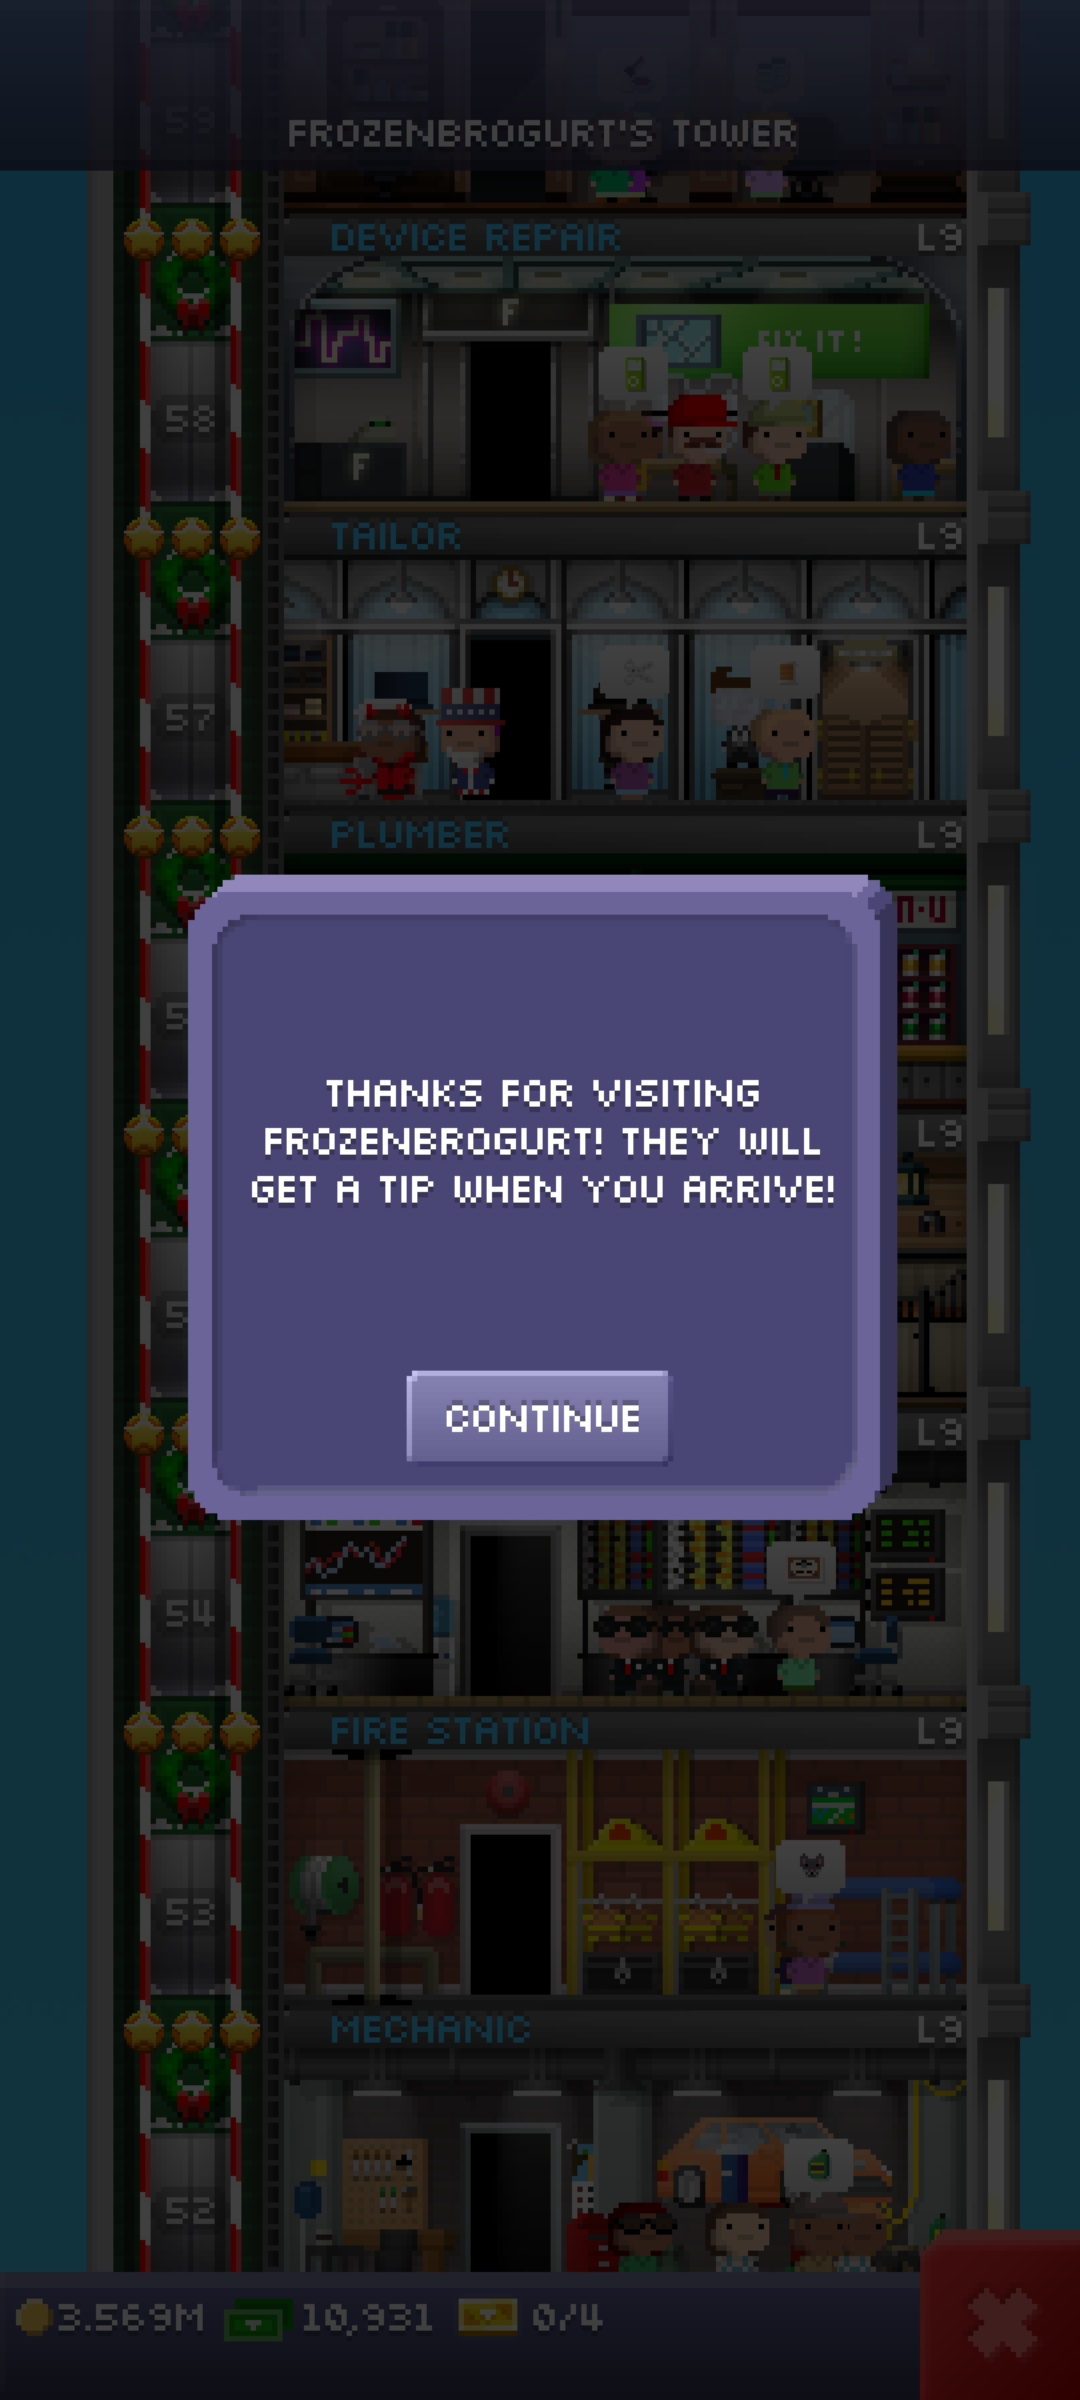 59
FROZENBROGURT'S TOWER
DEVICE REPAIR L9
F
FIX IT!
58
F
TAILOR L9
57
PLUMBER L9
THANKS FOR VISITING
FROZENBROGURT! THEY WILL
GET A TIP WHEN YOU ARRIVE!
L9
CONTINUE
L9
54
FIRE STATION L9
53
MECHANIC L9
52
3.569M 10,931 0/4